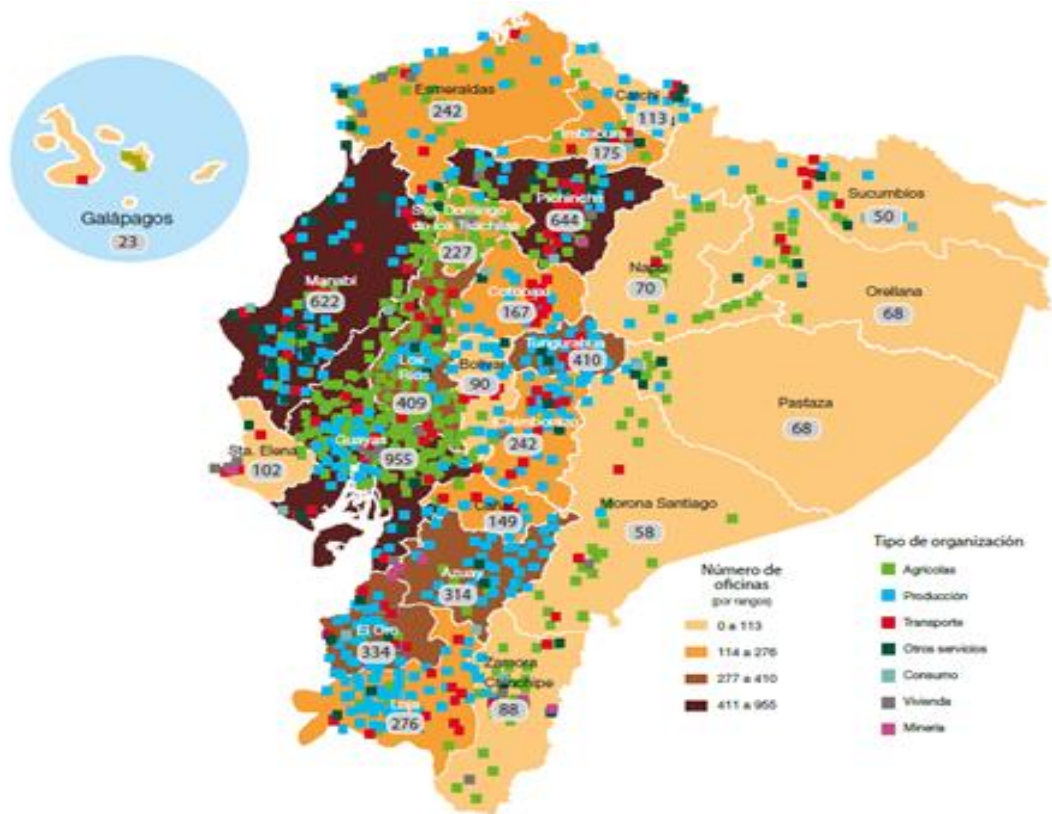 Esmeraldas
242
Carchi
113
Imbabura
175
Galápagos
23
Pichincha
644
Sto. Domingo
de los Tsáchilas
227
Sucumbíos
50
Napo
70
Orellana
68
Manabí
622
Cotopaxi
167
Tungurahua
410
Los
Ríos
409
Bolívar
90
Pastaza
68
Chimborazo
242
Guayas
955
Sta. Elena
102
Morona Santiago
58
Cañar
149
Azuay
314
El Oro
334
Loja
276
Zamora
Chinchipe
88
Número de
oficinas
(por rangos)
0 a 113
114 a 276
277 a 410
411 a 955
Tipo de organización
Agrícolas
Producción
Transporte
Otros servicios
Consumo
Vivienda
Minería